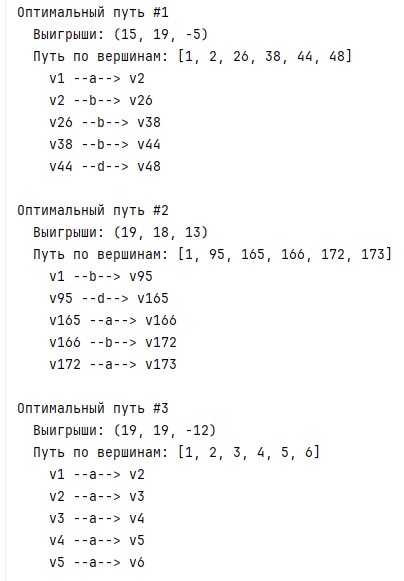 Оптимальный путь #1
Выигрыши: (15, 19, -5)
Путь по вершинам: [1, 2, 26, 38, 44, 48]
v1 --a--> v2
v2 --b--> v26
v26 --b--> v38
v38 --b--> v44
v44 --d--> v48
Оптимальный путь #2
Выигрыши: (19, 18, 13)
Путь по вершинам: [1, 95, 165, 166, 172, 173]
v1 --b--> v95
v95 --d--> v165
v165 --a--> v166
v166 --b--> v172
v172 --a--> v173
Оптимальный путь #3
Выигрыши: (19, 19, -12)
Путь по вершинам: [1, 2, 3, 4, 5, 6]
v1 --a--> v2
v2 --a--> v3
v3 --a--> v4
v4 --a--> v5
v5 --a--> v6